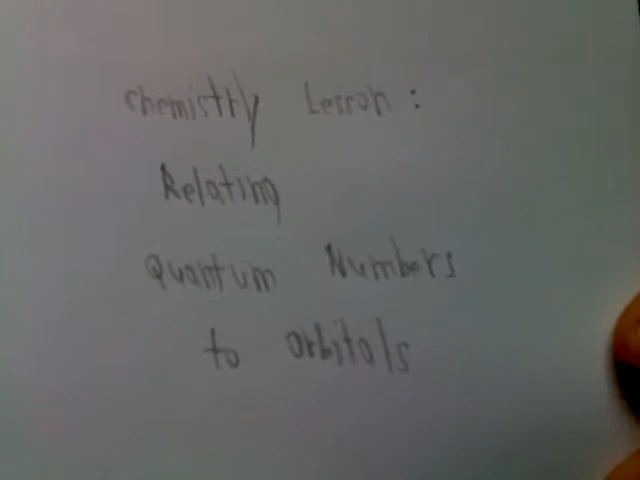 Chemistry Lesson:
Relating
Quantum Numbers
to Orbitals